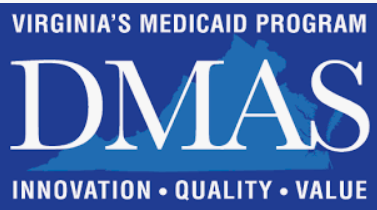 VIRGINIA'S MEDICAID PROGRAM
DMAS
INNOVATION • QUALITY • VALUE